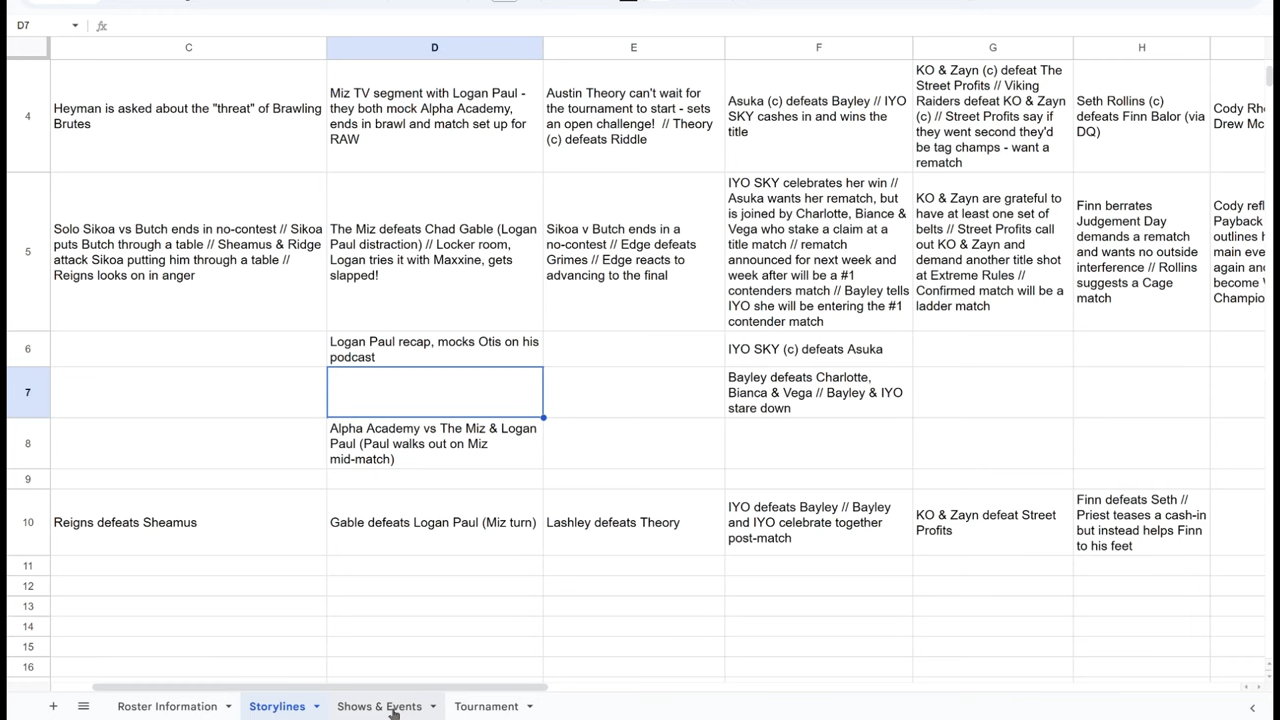 D7
fx
C
D
E
F
G
H
4
Heyman is asked about the "threat" of Brawling
Brutes
Miz TV segment with Logan Paul -
they both mock Alpha Academy,
ends in brawl and match set up for
RAW
Austin Theory can't wait for
the tournament to start - sets
an open challenge! // Theory
(c) defeats Riddle
Asuka (c) defeats Bayley // IYO
SKY cashes in and wins the
title
KO & Zayn (c) defeat The
Street Profits // Viking
Raiders defeat KO & Zayn
(c) // Street Profits say if
they went second they'd
be tag champs - want a
rematch
Seth Rollins (c)
defeats Finn Balor (via
DQ)
Cody Rh
Drew Mc
5
Solo Sikoa vs Butch ends in no-contest // Sikoa
puts Butch through a table // Sheamus & Ridge
attack Sikoa putting him through a table //
Reigns looks on in anger
The Miz defeats Chad Gable (Logan
Paul distraction) // Locker room,
Logan tries it with Maxxine, gets
slapped!
Sikoa v Butch ends in a
no-contest // Edge defeats
Grimes // Edge reacts to
advancing to the final
IYO SKY celebrates her win //
Asuka wants her rematch, but
is joined by Charlotte, Biance &
Vega who stake a claim at a
title match // rematch
announced for next week and
week after will be a #1
contenders match // Bayley tells
IYO she will be entering the #1
contender match
KO & Zayn are grateful to
have at least one set of
belts // Street Profits call
out KO & Zayn and
demand another title shot
at Extreme Rules //
Confirmed match will be a
ladder match
Finn berrates
Judgement Day
demands a rematch
and wants no outside
interference // Rollins
suggests a Cage
match
Cody refl
Payback
outlines h
main eve
again an
become W
Champio
6
Logan Paul recap, mocks Otis on his
podcast
IYO SKY (c) defeats Asuka
7
Bayley defeats Charlotte,
Bianca & Vega // Bayley & IYO
stare down
8
Alpha Academy vs The Miz & Logan
Paul (Paul walks out on Miz
mid-match)
9
10
Reigns defeats Sheamus
Gable defeats Logan Paul (Miz turn)
Lashley defeats Theory
IYO defeats Bayley // Bayley
and IYO celebrate together
post-match
KO & Zayn defeat Street
Profits
Finn defeats Seth //
Priest teases a cash-in
but instead helps Finn
to his feet
11
12
13
14
15
16
Roster Information
Storylines
Shows & Events
Tournament